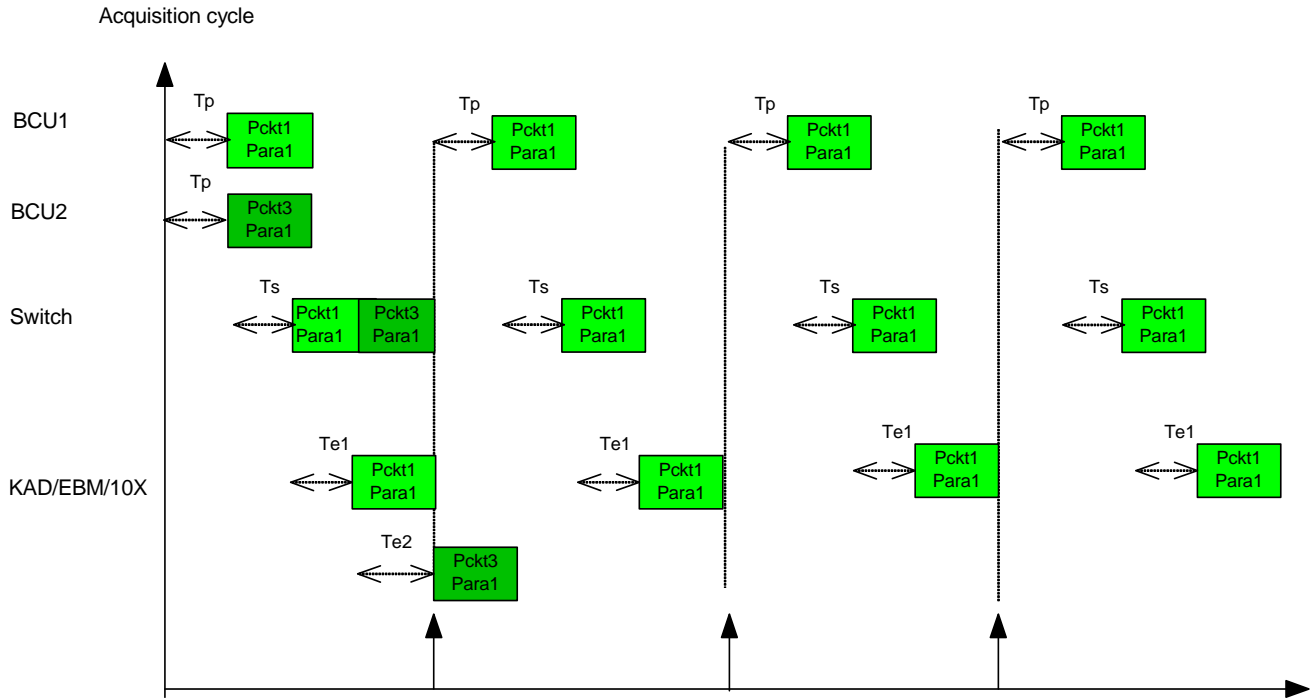 Acquisition cycle
BCU1
Tp
Tp
Tp
Tp
Pckt1
Para1
Pckt1
Para1
Pckt1
Para1
Pckt1
Para1
BCU2
Tp
Pckt3
Para1
Switch
Ts
Ts
Ts
Ts
Pckt1
Para1
Pckt3
Para1
Pckt1
Para1
Pckt1
Para1
Pckt1
Para1
KAD/EBM/10X
Te1
Te1
Te1
Te1
Pckt1
Para1
Pckt1
Para1
Pckt1
Para1
Pckt1
Para1
Te2
Pckt3
Para1